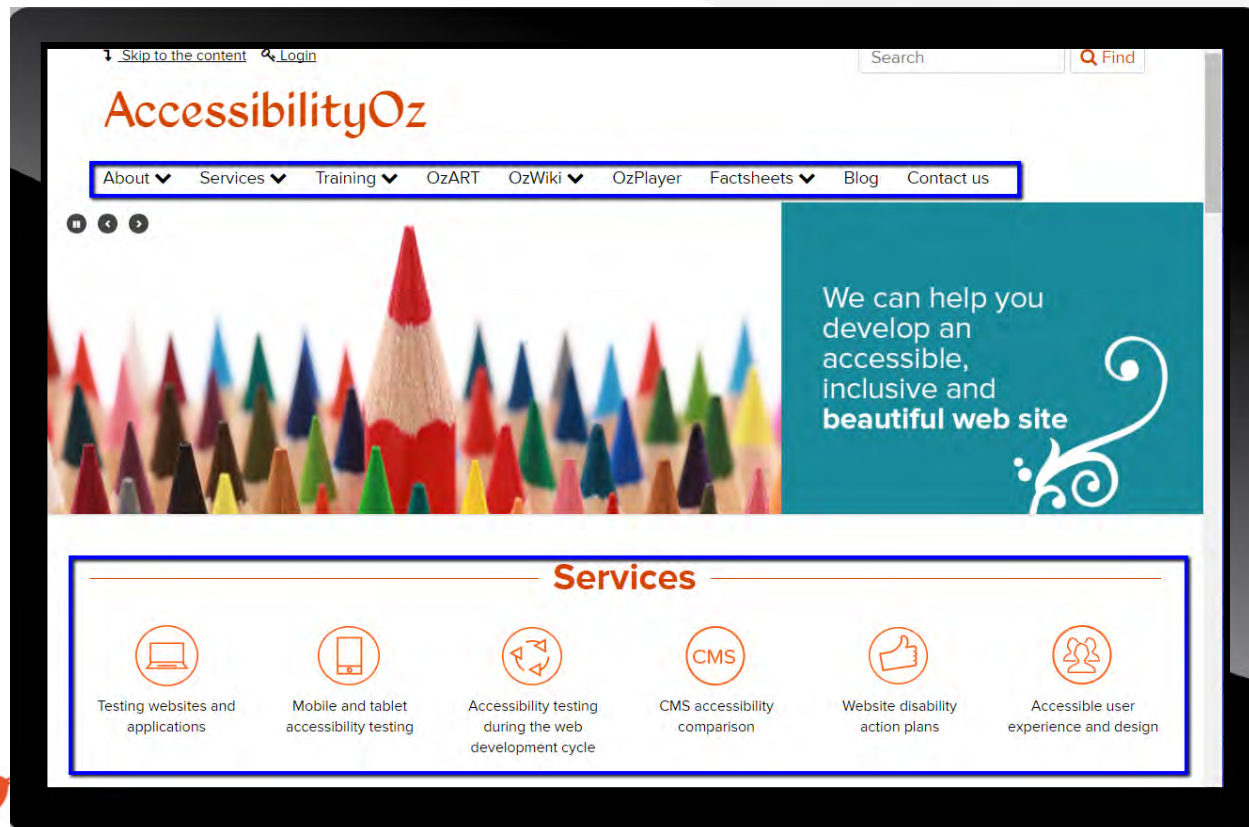 Skip to the content Login
Search Find
AccessibilityOz
About Services Training OzART OzWiki OzPlayer Factsheets Blog Contact us
We can help you
develop an
accessible,
inclusive and
beautiful web site
Services
Testing websites and
applications
Mobile and tablet
accessibility testing
Accessibility testing
during the web
development cycle
CMS
CMS accessibility
comparison
Website disability
action plans
Accessible user
experience and design